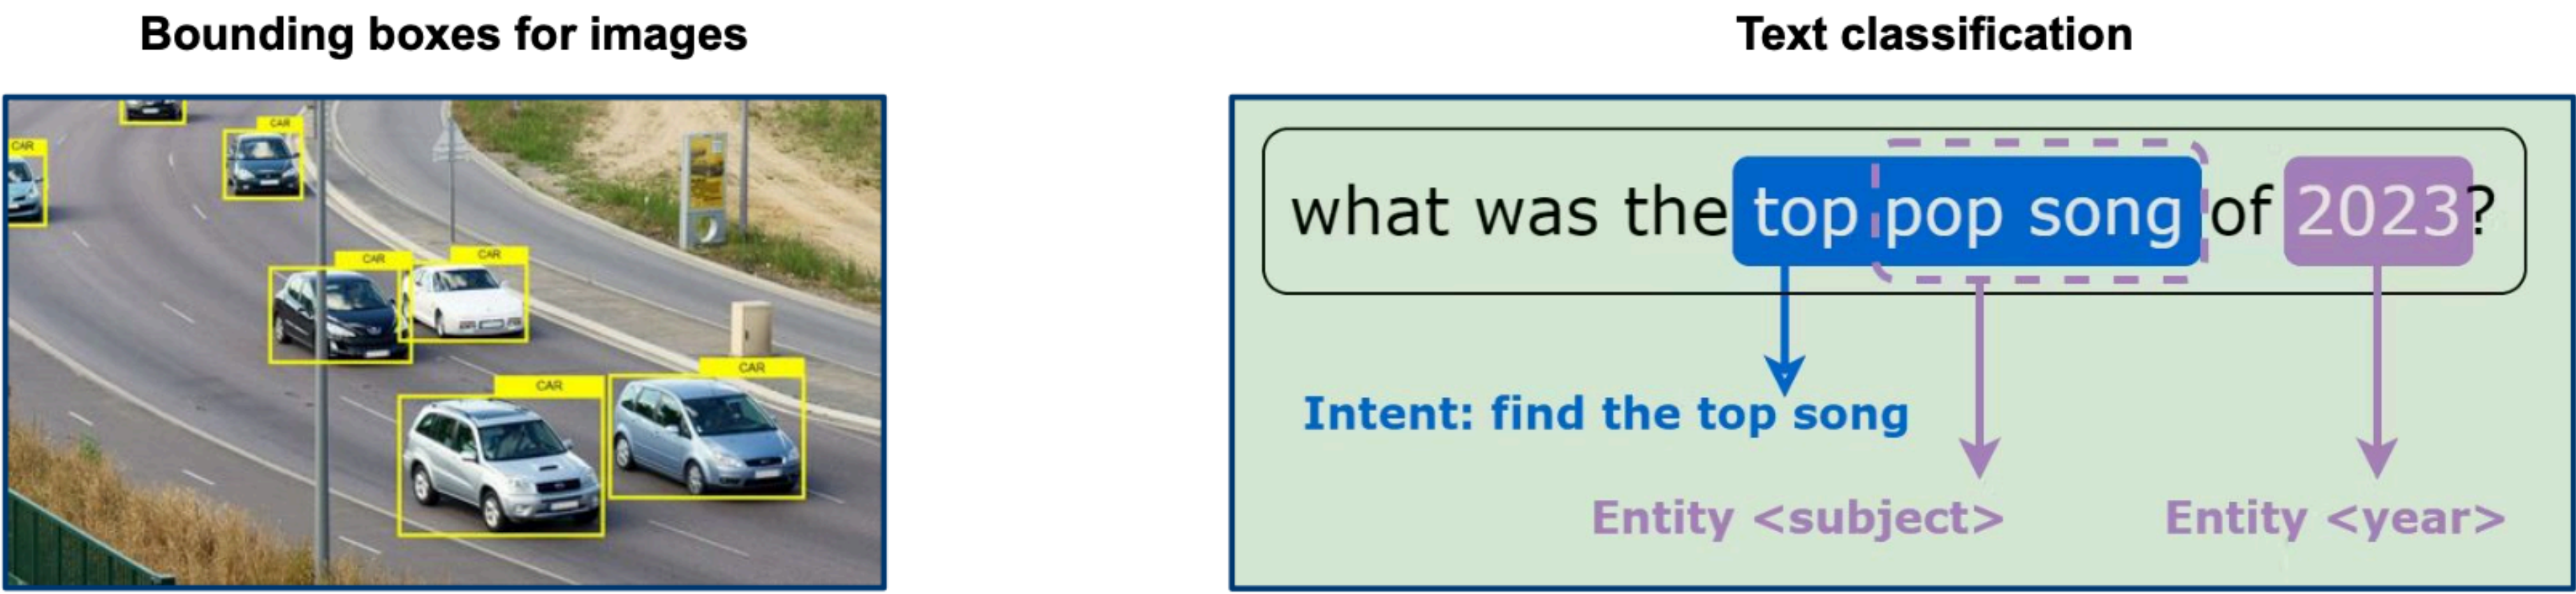 Bounding boxes for images
CAR
CAR
CAR
CAR
CAR
CAR
Text classification
what was the top pop song of 2023?
Intent: find the top song
Entity <subject>
Entity <year>